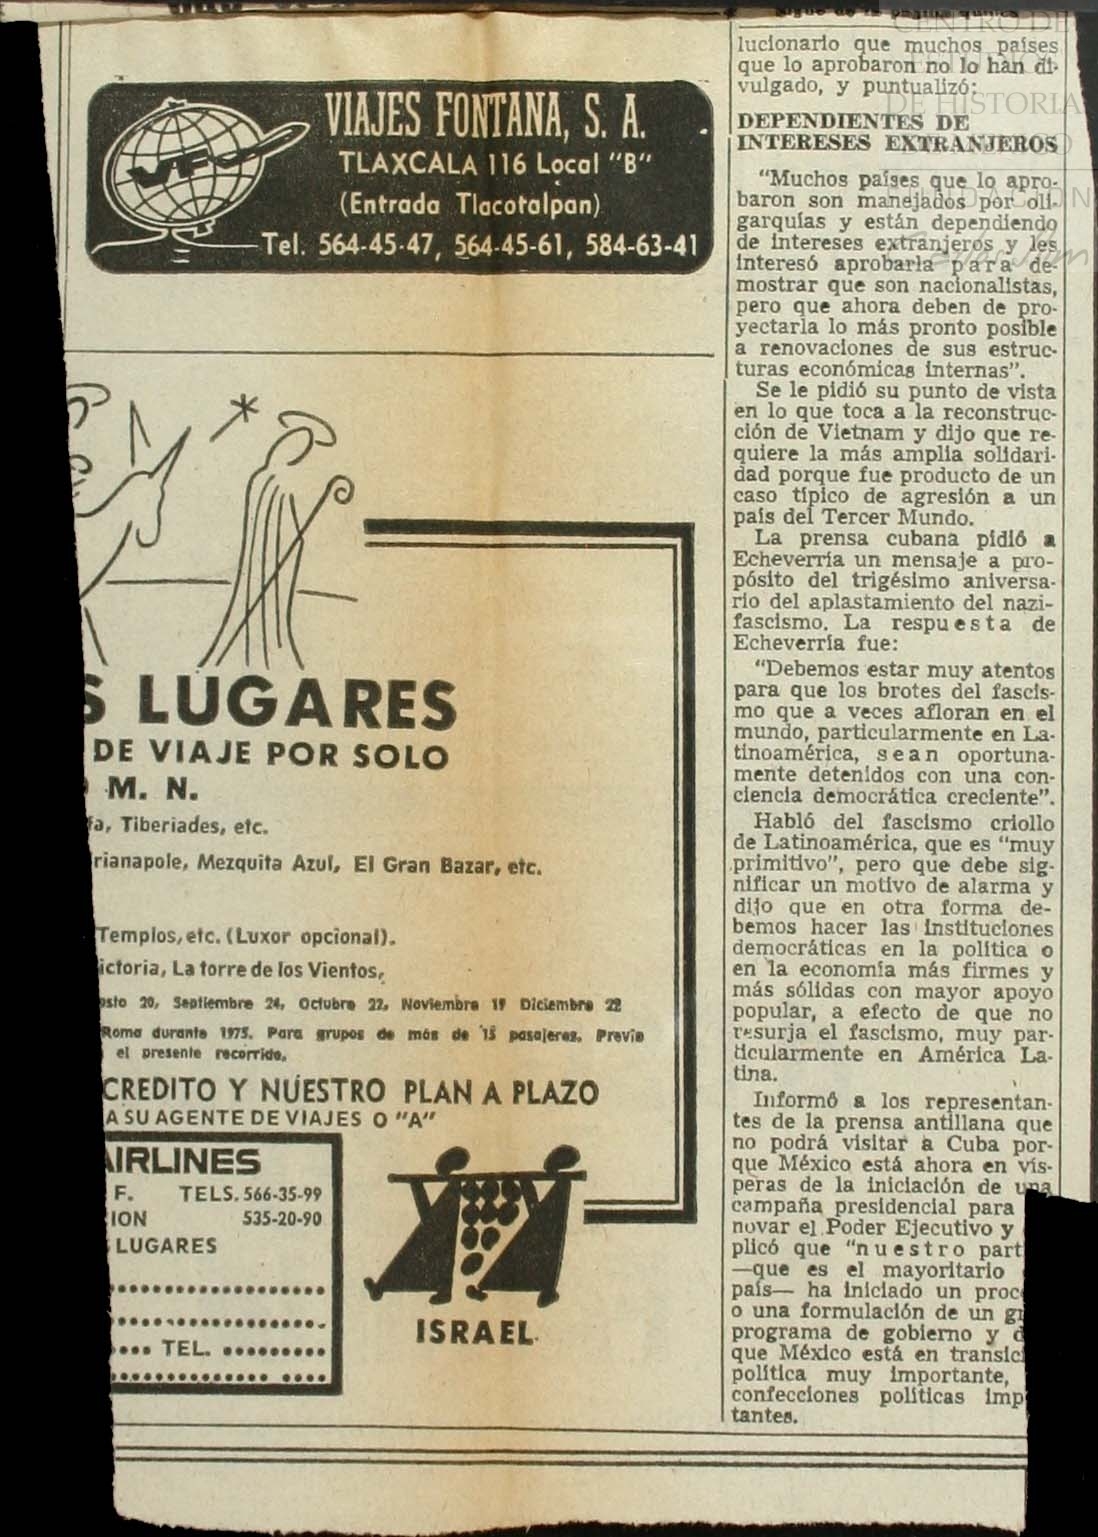 VIAJES FONTANA, S. A.
TLAXCALA 116 Local "B"
(Entrada Tlacotalpan)
Tel. 564-45-47, 564-45-61, 584-63-41
LUGARES
DE VIAJE POR SOLO
M. N.
Tiberiades, etc.
Mezquita Azul, El Gran Bazar, etc.
Templos, etc. (Luxor opcional).
La torre de los Vientos,
20, Septiembre 24, Octubre 22, Noviembre 19 Diciembre 22
Roma durante 1975. Para grupos de más de 15 pasajeros. Previo
el presente recorrido.
CREDITO Y NUESTRO PLAN A PLAZO
A SU AGENTE DE VIAJES O "A"
AIRLINES
F. TELS. 566-35-99
ION 535-20-90
LUGARES
TEL.
ISRAEL
CENTRO DE
DE HISTORIA
lucionario que muchos países
que lo aprobaron no lo han di-
vulgado, y puntualizó:
DEPENDIENTES DE
INTERESES EXTRANJEROS
"Muchos países que lo apro-
baron son manejados por oli-
garquías y están dependiendo
de intereses extranjeros y les
interesó aprobarla para de-
mostrar que son nacionalistas,
pero que ahora deben de pro-
yectarla lo más pronto posible
a renovaciones de sus estruc-
turas económicas internas".
Se le pidió su punto de vista
en lo que toca a la reconstruc-
ción de Vietnam y dijo que re-
quiere la más amplia solidari-
dad porque fue producto de un
caso típico de agresión a un
país del Tercer Mundo.
La prensa cubana pidió a
Echeverría un mensaje a pro-
pósito del trigésimo aniversa-
rio del aplastamiento del nazi-
fascismo. La respuesta de
Echeverría fue:
"Debemos estar muy atentos
para que los brotes del fascis-
mo que a veces afloran en el
mundo, particularmente en La-
tinoamérica, sean oportuna-
mente detenidos con una con-
ciencia democrática creciente".
Habló del fascismo criollo
de Latinoamérica, que es "muy
primitivo", pero que debe sig-
nificar un motivo de alarma y
dijo que en otra forma de-
bemos hacer las instituciones
democráticas en la política o
en la economía más firmes y
más sólidas con mayor apoyo
popular, a efecto de que no
resurja el fascismo, muy par-
ticularmente en América La-
tina.
Informó a los representan-
tes de la prensa antillana que
no podrá visitar a Cuba por-
que México está ahora en vís-
peras de la iniciación de una
campaña presidencial para
novar el Poder Ejecutivo y
plicó que "nuestro part
—que es el mayoritario
país— ha iniciado un proc
o una formulación de un
programa de gobierno y
que México está en transici
política muy importante,
confecciones políticas imp
tantes.